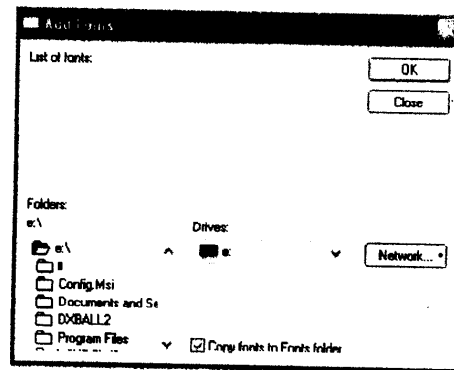 Add Fonts
List of fonts:
OK
Close
Folders:
e:\
Drives:
e:\
e:
Network...
Config.Msi
Documents and Se
DXBALL2
Program Files
Copy fonts to Fonts folder